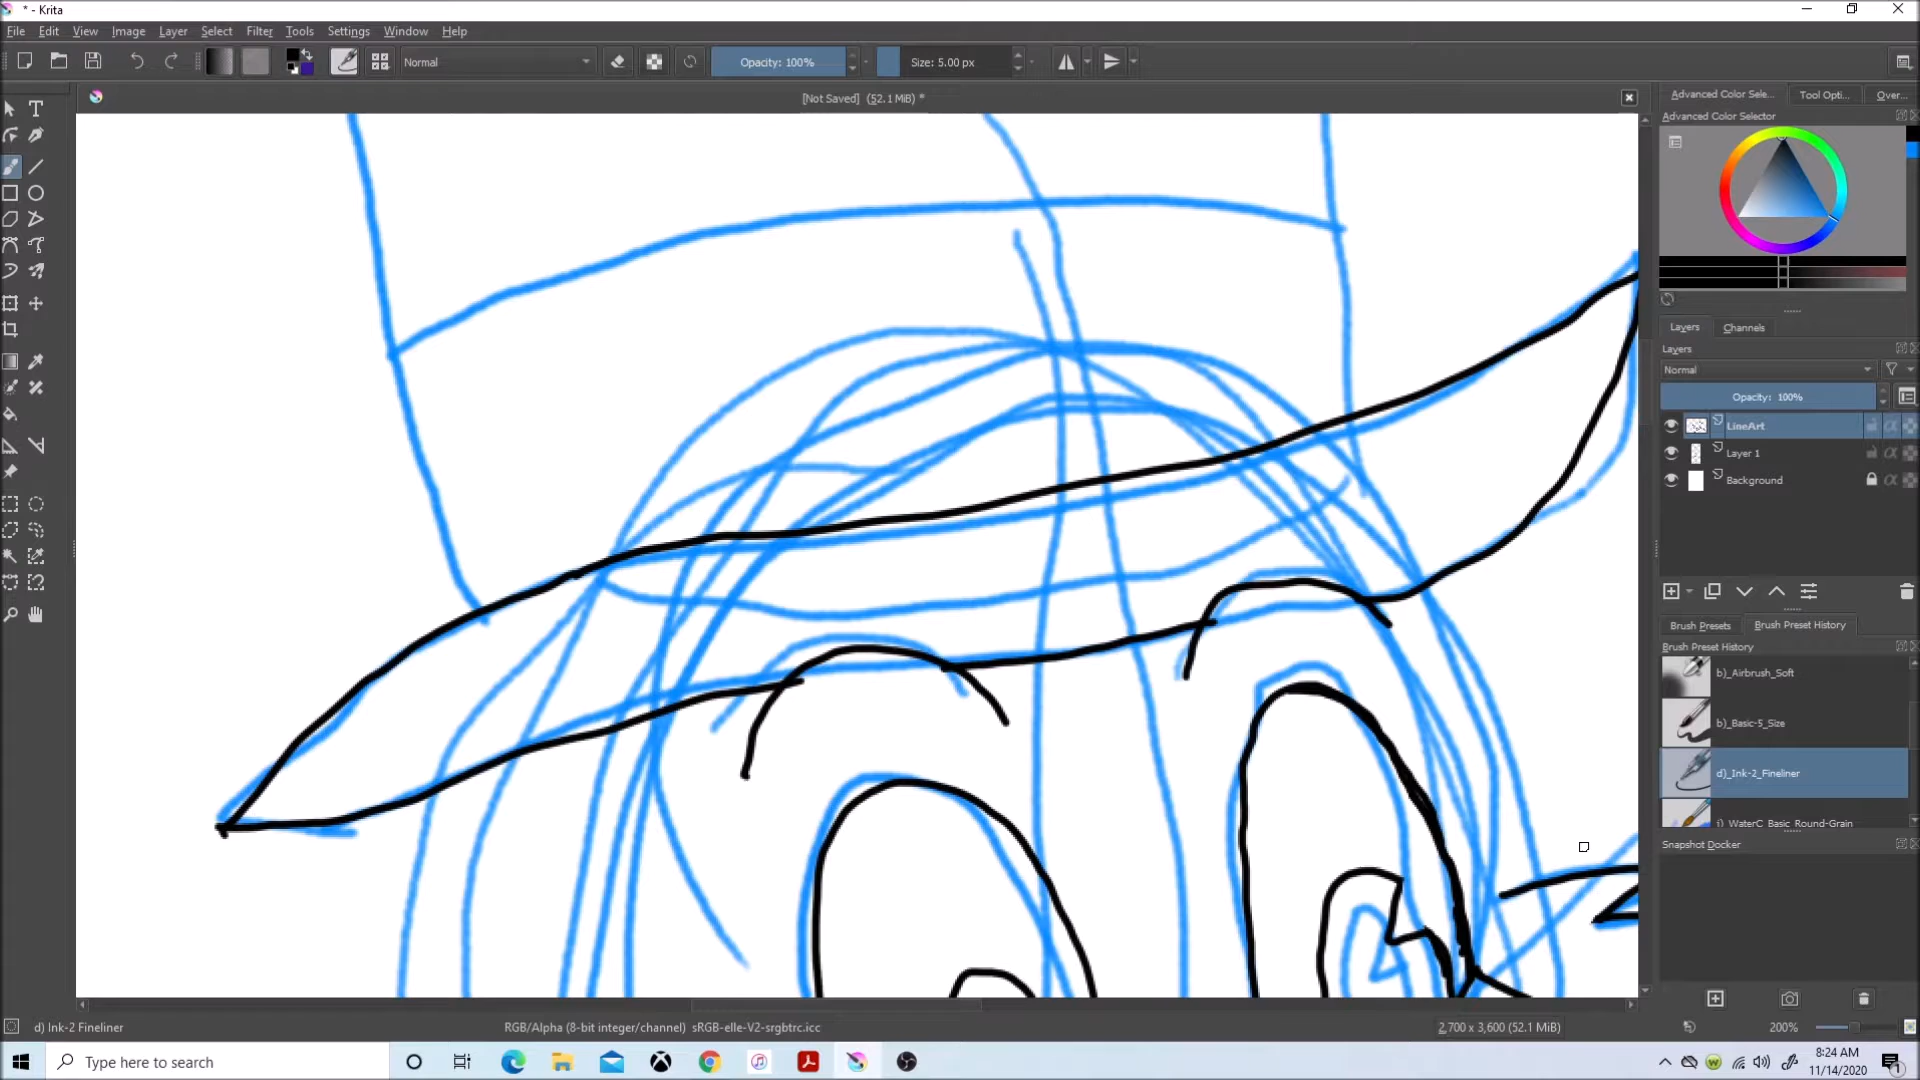 * - Krita
File Edit View Image Layer Select Filter Tools Settings Window Help
Normal Opacity: 100% Size: 5.00 px
[Not Saved] (52.1 MiB) *
Advanced Color Sele... Tool Opti... Over...
Advanced Color Selector
Layers Channels
Layers
Normal
Opacity: 100%
LineArt
Layer 1
Background
Brush Presets Brush Preset History
Brush Preset History
b)_Airbrush_Soft
b)_Basic-5_Size
d)_Ink-2_Fineliner
i)_WaterC_Basic_Round-Grain
Snapshot Docker
d) Ink-2 Fineliner RGB/Alpha (8-bit integer/channel) sRGB-elle-V2-srgbtrc.icc 2,700 x 3,600 (52.1 MiB) 200%
Type here to search
8:24 AM
11/14/2020
1